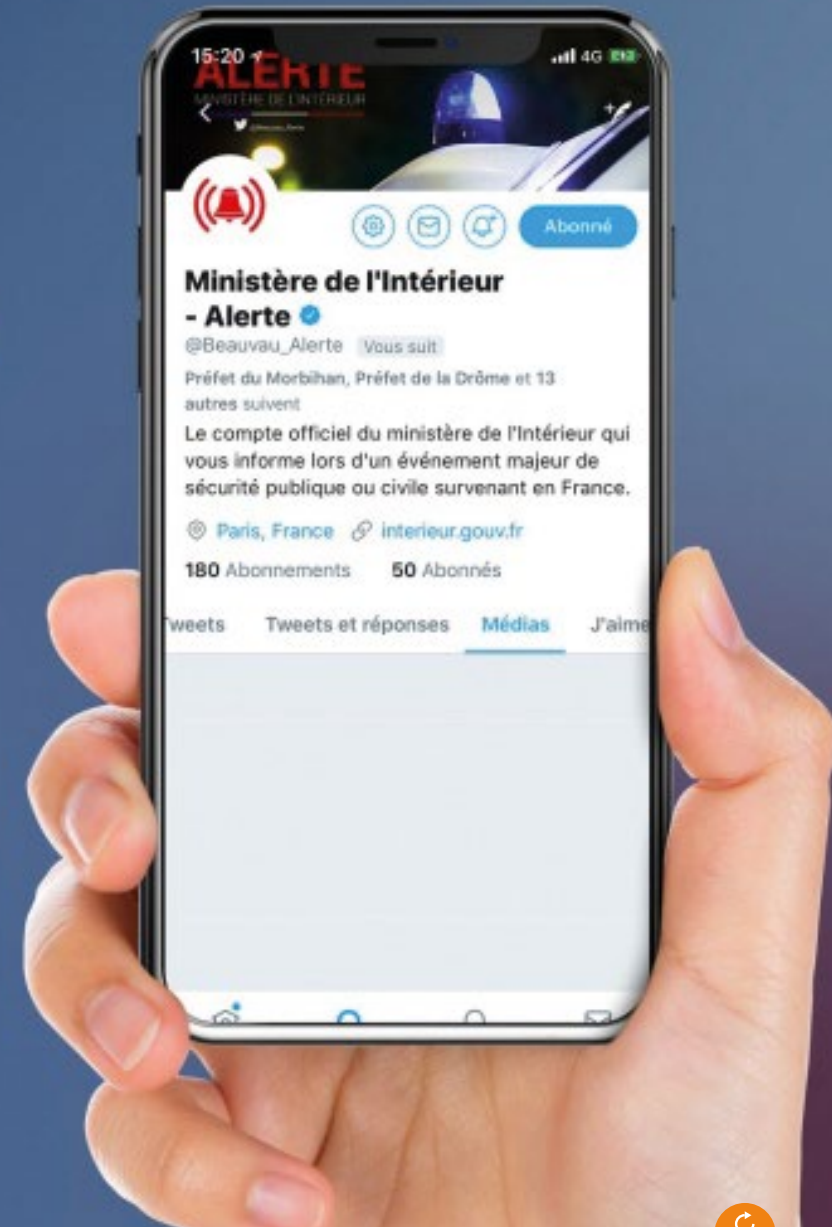 15:20
4G
ALERTE
MINISTÈRE DE L'INTÉRIEUR
@Beauvau_Alerte
Abonné
Ministère de l'Intérieur
- Alerte
@Beauvau_Alerte Vous suit
Préfet du Morbihan, Préfet de la Drôme et 13
autres suivent
Le compte officiel du ministère de l'Intérieur qui
vous informe lors d'un événement majeur de
sécurité publique ou civile survenant en France.
Paris, France interieur.gouv.fr
180 Abonnements 50 Abonnés
Tweets Tweets et réponses Médias J'aime